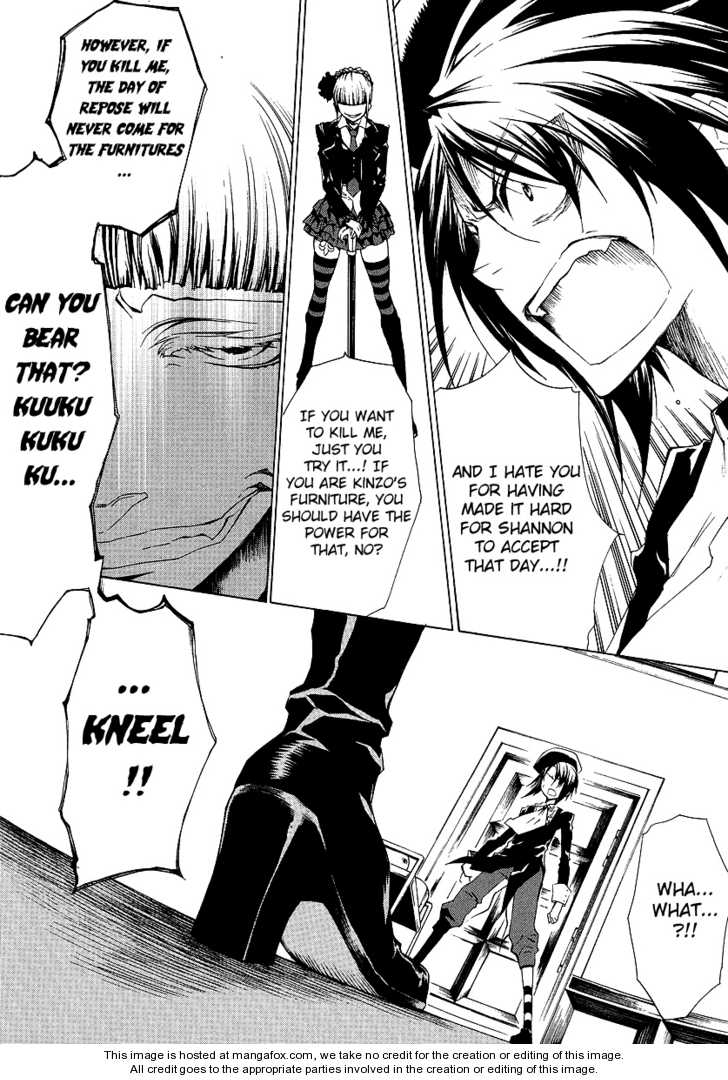 AND I HATE YOU
FOR HAVING
MADE IT HARD
FOR SHANNON
TO ACCEPT
THAT DAY...!!
IF YOU WANT
TO KILL ME,
JUST YOU
TRY IT...! IF
YOU ARE KINZO'S
FURNITURE, YOU
SHOULD HAVE THE
POWER FOR
THAT, NO?
HOWEVER, IF
YOU KILL ME,
THE DAY OF
REPOSE WILL
NEVER COME FOR
THE FURNITURES
...
CAN YOU
BEAR
THAT?
KUUKU
KUKU
KU...
WHA...
WHAT...
?!!
...
KNEEL
!!
This image is hosted at mangafox.com, we take no credit for the creation or editing of this image.
All credit goes to the appropriate parties involved in the creation or editing of this image.